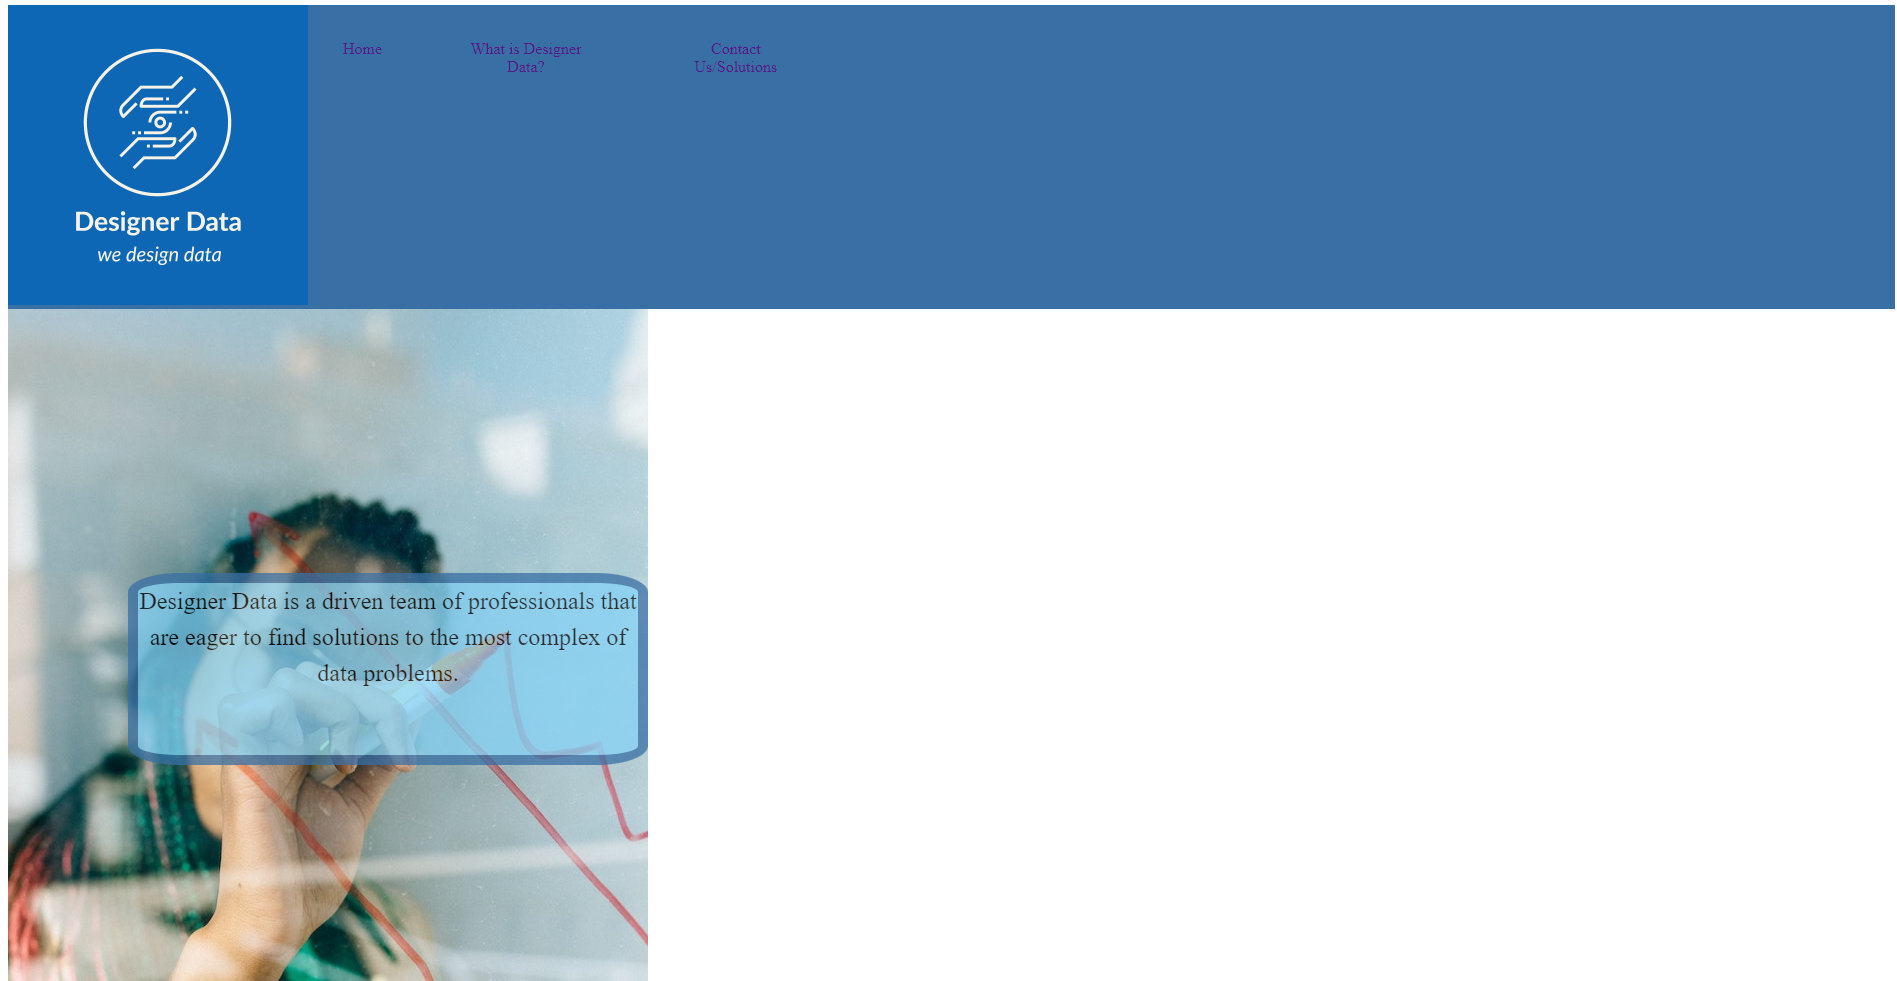 Home
What is Designer
Data?
Contact
Us/Solutions
Designer Data
we design data
Designer Data is a driven team of professionals that
are eager to find solutions to the most complex of
data problems.